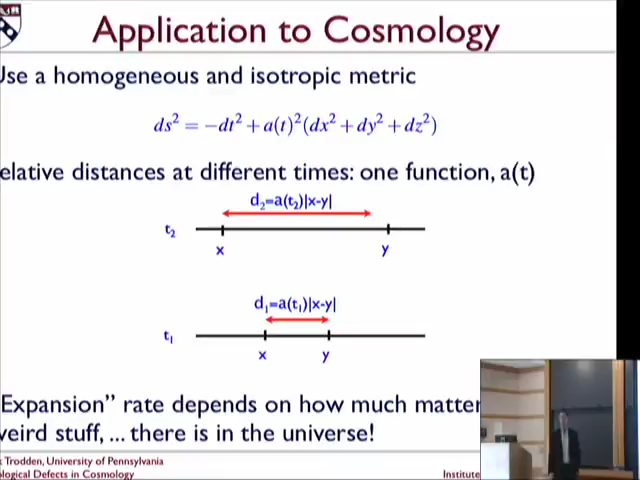 Application to Cosmology
Use a homogeneous and isotropic metric
ds² = −dt² + a(t)²(dx² + dy² + dz²)
elative distances at different times: one function, a(t)
d₂=a(t₂)|x-y|
t₂
x y
d₁=a(t₁)|x-y|
t₁
x y
Expansion” rate depends on how much matter
weird stuff, ... there is in the universe!
Trodden, University of Pennsylvania
ological Defects in Cosmology
Institute